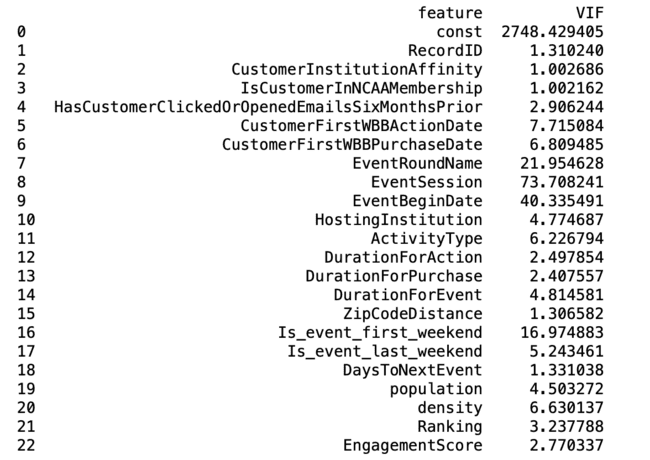 feature VIF
0 const 2748.429405
1 RecordID 1.310240
2 CustomerInstitutionAffinity 1.002686
3 IsCustomerInNCAAMembership 1.002162
4 HasCustomerClickedOrOpenedEmailsSixMonthsPrior 2.906244
5 CustomerFirstWBBActionDate 7.715084
6 CustomerFirstWBBPurchaseDate 6.809485
7 EventRoundName 21.954628
8 EventSession 73.708241
9 EventBeginDate 40.335491
10 HostingInstitution 4.774687
11 ActivityType 6.226794
12 DurationForAction 2.497854
13 DurationForPurchase 2.407557
14 DurationForEvent 4.814581
15 ZipCodeDistance 1.306582
16 Is_event_first_weekend 16.974883
17 Is_event_last_weekend 5.243461
18 DaysToNextEvent 1.331038
19 population 4.503272
20 density 6.630137
21 Ranking 3.237788
22 EngagementScore 2.770337